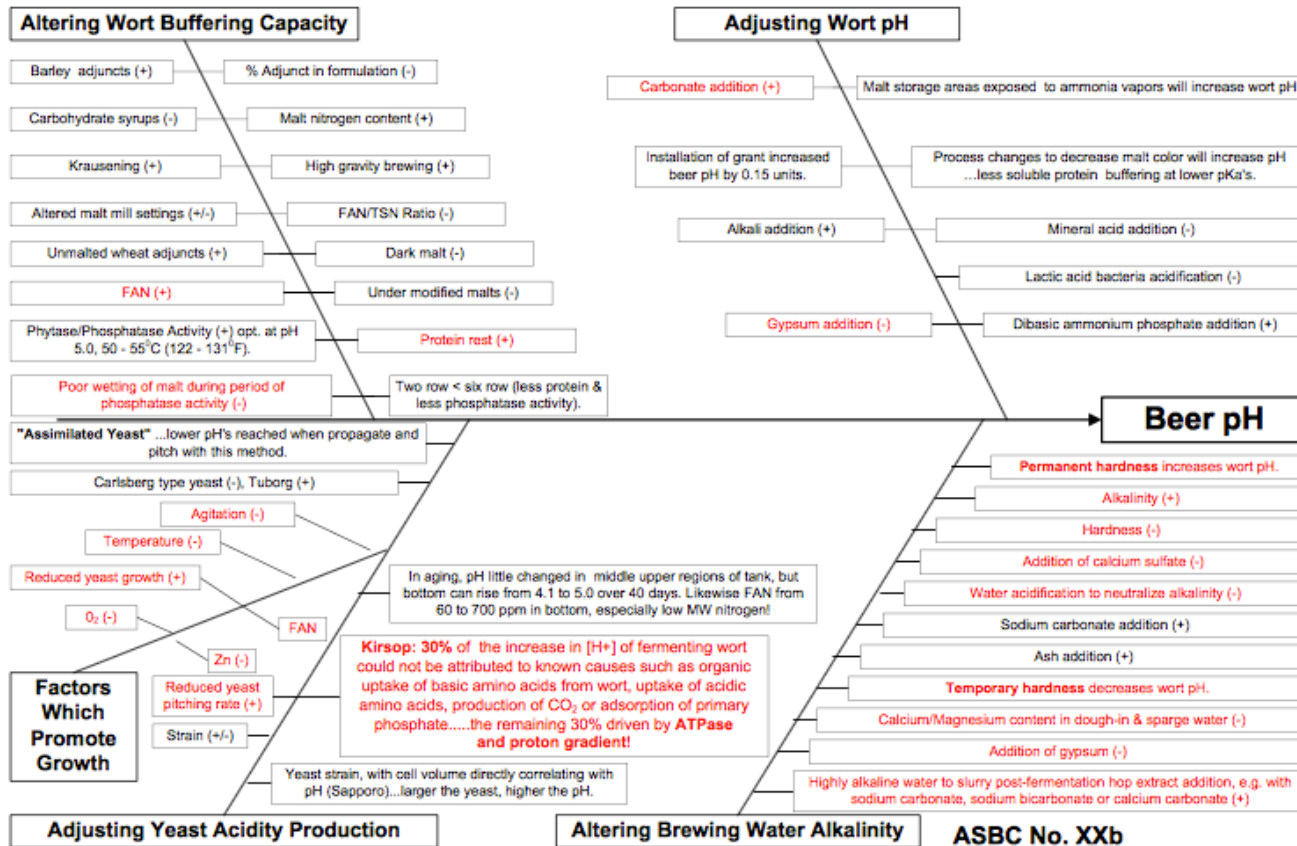 Altering Wort Buffering Capacity
Barley adjuncts (+)
% Adjunct in formulation (-)
Carbohydrate syrups (-)
Malt nitrogen content (+)
Krausening (+)
High gravity brewing (+)
Altered malt mill settings (+/-)
FAN/TSN Ratio (-)
Unmalted wheat adjuncts (+)
Dark malt (-)
FAN (+)
Under modified malts (-)
Phytase/Phosphatase Activity (+) opt. at pH
5.0, 50 - 55⁰C (122 - 131⁰F).
Protein rest (+)
Poor wetting of malt during period of
phosphatase activity (-)
Two row < six row (less protein &
less phosphatase activity).
Adjusting Wort pH
Carbonate addition (+)
Malt storage areas exposed to ammonia vapors will increase wort pH
Installation of grant increased
beer pH by 0.15 units.
Process changes to decrease malt color will increase pH
...less soluble protein buffering at lower pKa's.
Alkali addition (+)
Mineral acid addition (-)
Lactic acid bacteria acidification (-)
Gypsum addition (-)
Dibasic ammonium phosphate addition (+)
Beer pH
"Assimilated Yeast" ...lower pH's reached when propagate and
pitch with this method.
Carlsberg type yeast (-), Tuborg (+)
Agitation (-)
Temperature (-)
Reduced yeast growth (+)
0₂ (-)
FAN
Zn (-)
Factors
Which
Promote
Growth
Reduced yeast
pitching rate (+)
Strain (+/-)
In aging, pH little changed in middle upper regions of tank, but
bottom can rise from 4.1 to 5.0 over 40 days. Likewise FAN from
60 to 700 ppm in bottom, especially low MW nitrogen!
Kirsop: 30% of the increase in [H+] of fermenting wort
could not be attributed to known causes such as organic
uptake of basic amino acids from wort, uptake of acidic
amino acids, production of CO₂ or adsorption of primary
phosphate.....the remaining 30% driven by ATPase
and proton gradient!
Yeast strain, with cell volume directly correlating with
pH (Sapporo)...larger the yeast, higher the pH.
Adjusting Yeast Acidity Production
Permanent hardness increases wort pH.
Alkalinity (+)
Hardness (-)
Addition of calcium sulfate (-)
Water acidification to neutralize alkalinity (-)
Sodium carbonate addition (+)
Ash addition (+)
Temporary hardness decreases wort pH.
Calcium/Magnesium content in dough-in & sparge water (-)
Addition of gypsum (-)
Highly alkaline water to slurry post-fermentation hop extract addition, e.g. with
sodium carbonate, sodium bicarbonate or calcium carbonate (+)
Altering Brewing Water Alkalinity
ASBC No. XXb